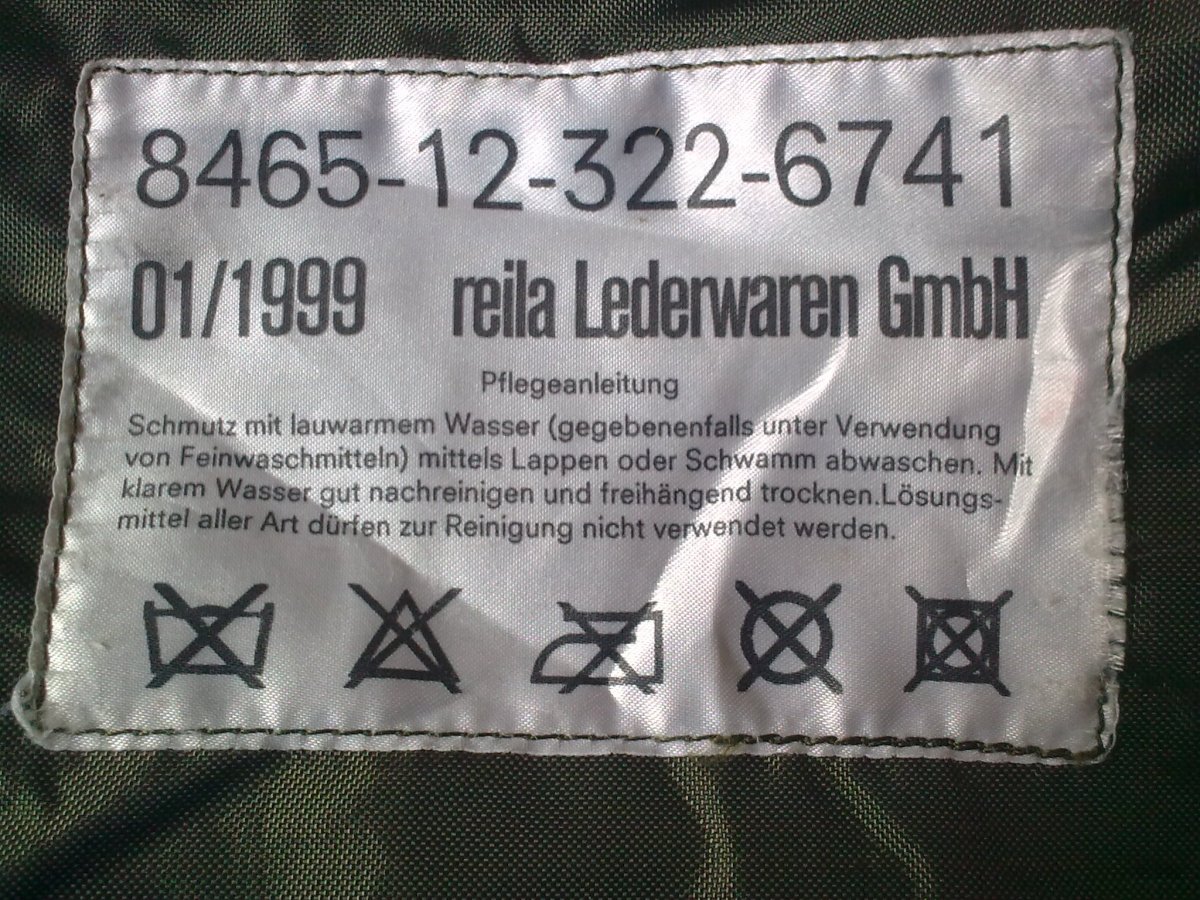 8465-12-322-6741
01/1999 reila Lederwaren GmbH
Pflegeanleitung
Schmutz mit lauwarmem Wasser (gegebenenfalls unter Verwendung
von Feinwaschmitteln) mittels Lappen oder Schwamm abwaschen. Mit
klarem Wasser gut nachreinigen und freihängend trocknen.Lösungs-
mittel aller Art dürfen zur Reinigung nicht verwendet werden.